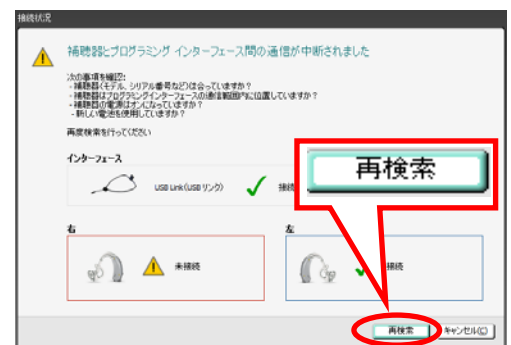 接続状況
補聴器とプログラミング インターフェース間の通信が中断されました
次の事項を確認:
- 補聴器(モデル、シリアル番号など)は合っていますか?
- 補聴器はプログラミングインターフェースの通信範囲内に位置していますか?
- 補聴器の電源はオンになっていますか?
- 新しい電池を使用していますか?
再度検索を行ってください
インターフェース
USB Link(USB リンク)
接続
再検索
右
左
未接続
接続
再検索
キャンセル(C)